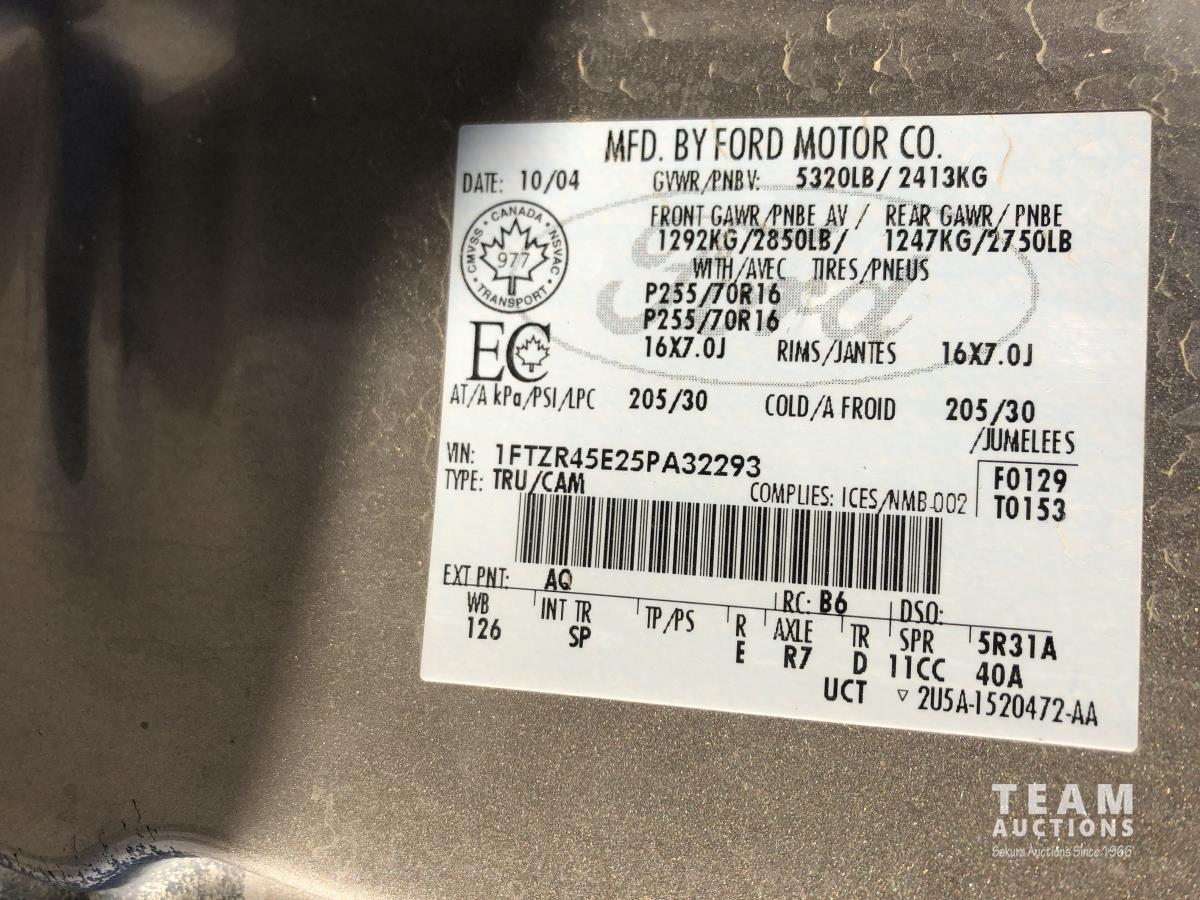 MFD. BY FORD MOTOR CO.
DATE: 10/04 GVWR/PNBV: 5320LB/ 2413KG
FRONT GAWR/PNBE AV / REAR GAWR/ PNBE
1292KG/2850LB/ 1247KG/2750LB
WITH/AVEC TIRES/PNEUS
P255/70R16
P255/70R16
16X7.0J RIMS/JANTES 16X7.0J
CANADA
CMVSS NSVAC
977
TRANSPORT
Ford
EC
AT/A kPa/PSI/LPC 205/30 COLD/A FROID 205/30
/JUMELEES
VIN: 1FTZR45E25PA32293
TYPE: TRU/CAM
COMPLIES: ICES/NMB-002
F0129
T0153
EXT PNT: AQ RC: B6 DSO:
WB INT TR TP/PS R AXLE TR SPR 5R31A
126 SP E R7 D 11CC 40A
UCT ▽ 2U5A-1520472-AA
TEAM
AUCTIONS
Sekura Auctions Since 1966